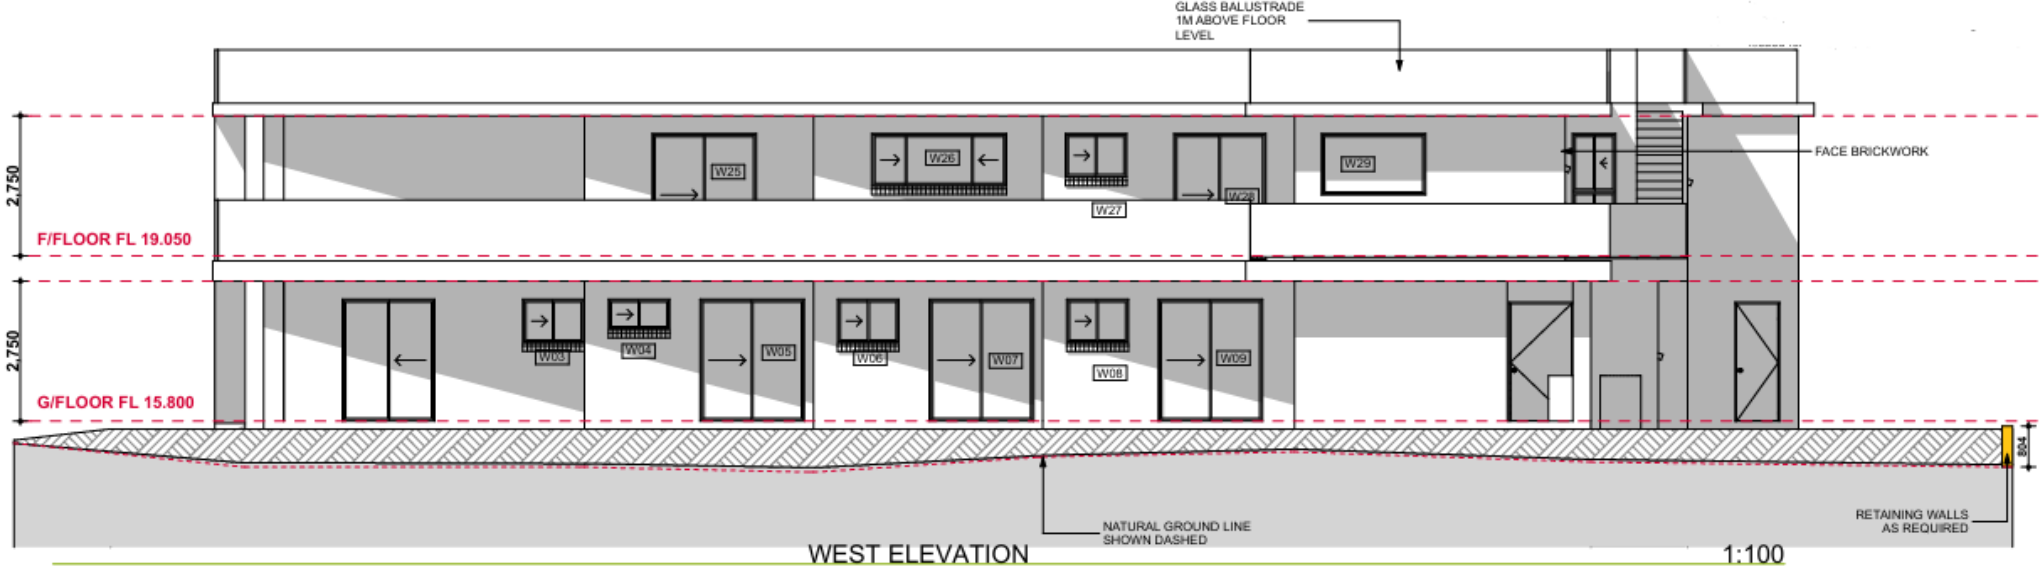 GLASS BALUSTRADE
1M ABOVE FLOOR
LEVEL
2,750
W25
W26
W27
W28
W29
FACE BRICKWORK
F/FLOOR FL 19.050
2,750
W03
W04
W05
W06
W07
W08
W09
G/FLOOR FL 15.800
804
NATURAL GROUND LINE
SHOWN DASHED
RETAINING WALLS
AS REQUIRED
WEST ELEVATION
1:100